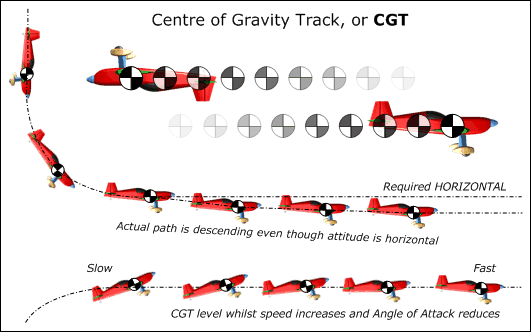 Centre of Gravity Track, or CGT
Required HORIZONTAL
Actual path is descending even though attitude is horizontal
Slow
Fast
CGT level whilst speed increases and Angle of Attack reduces